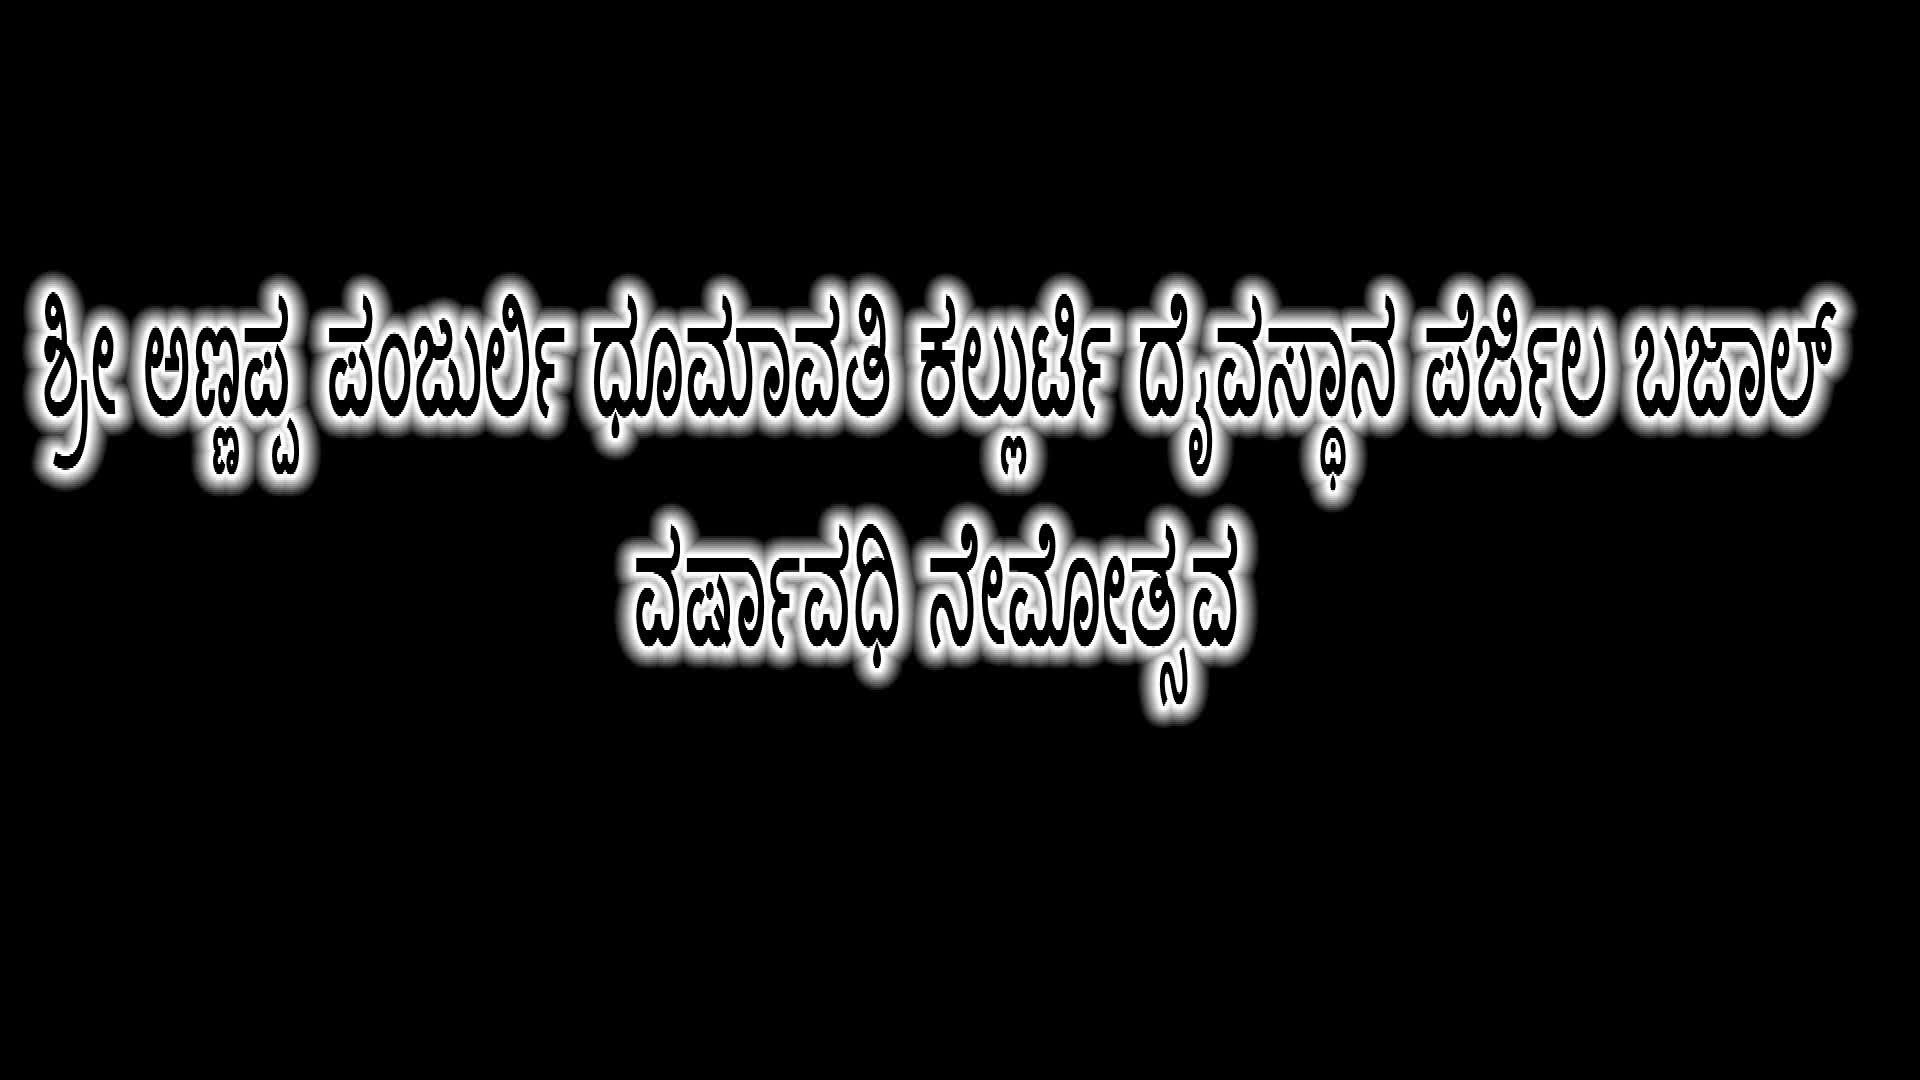 ಶ್ರೀ ಅಣ್ಣಪ್ಪ ಪಂಜುರ್ಲಿ ಧೂಮಾವತಿ ಕಲ್ಲುರ್ಟಿ ದೈವಸ್ಥಾನ ಪೆರ್ಜಿಲ ಬಜಾಲ್
ವರ್ಷಾವಧಿ ನೇಮೋತ್ಸವ